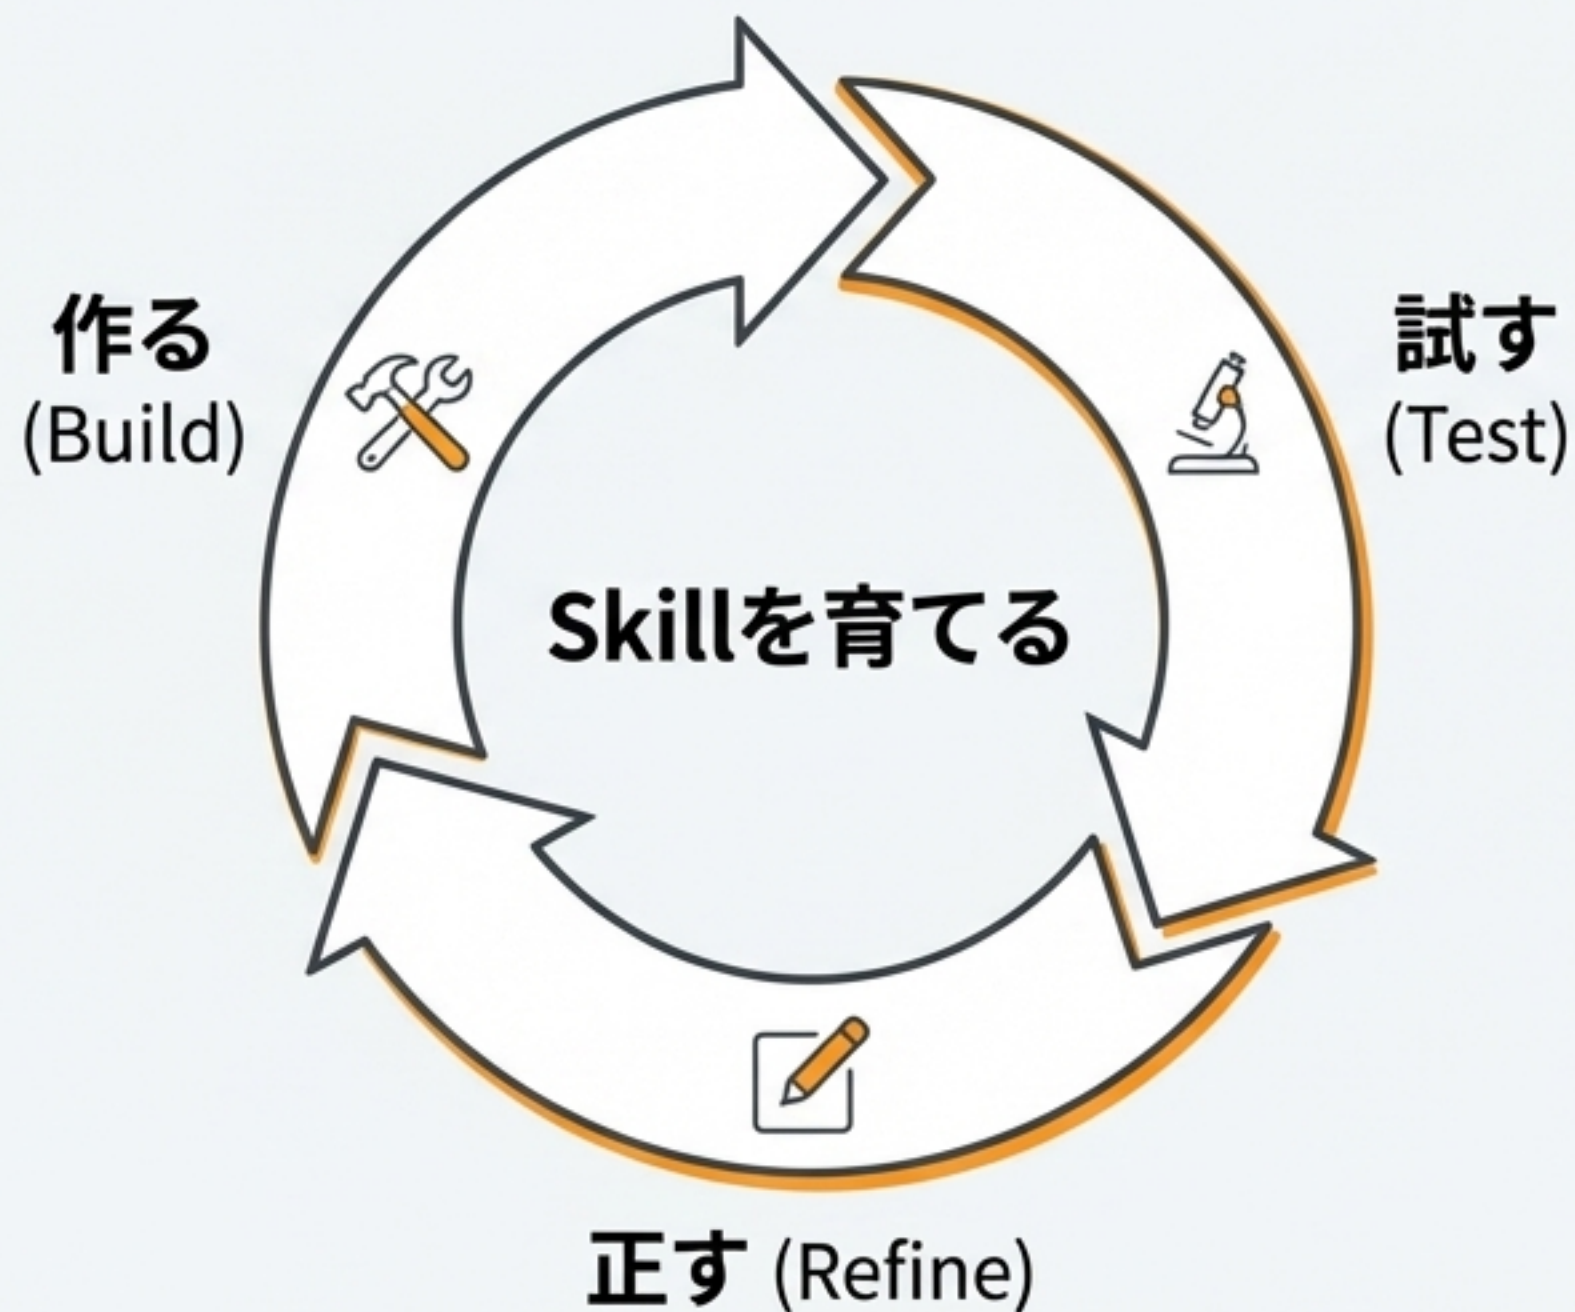 作る
(Build)
試す
(Test)
Skillを育てる
正す (Refine)